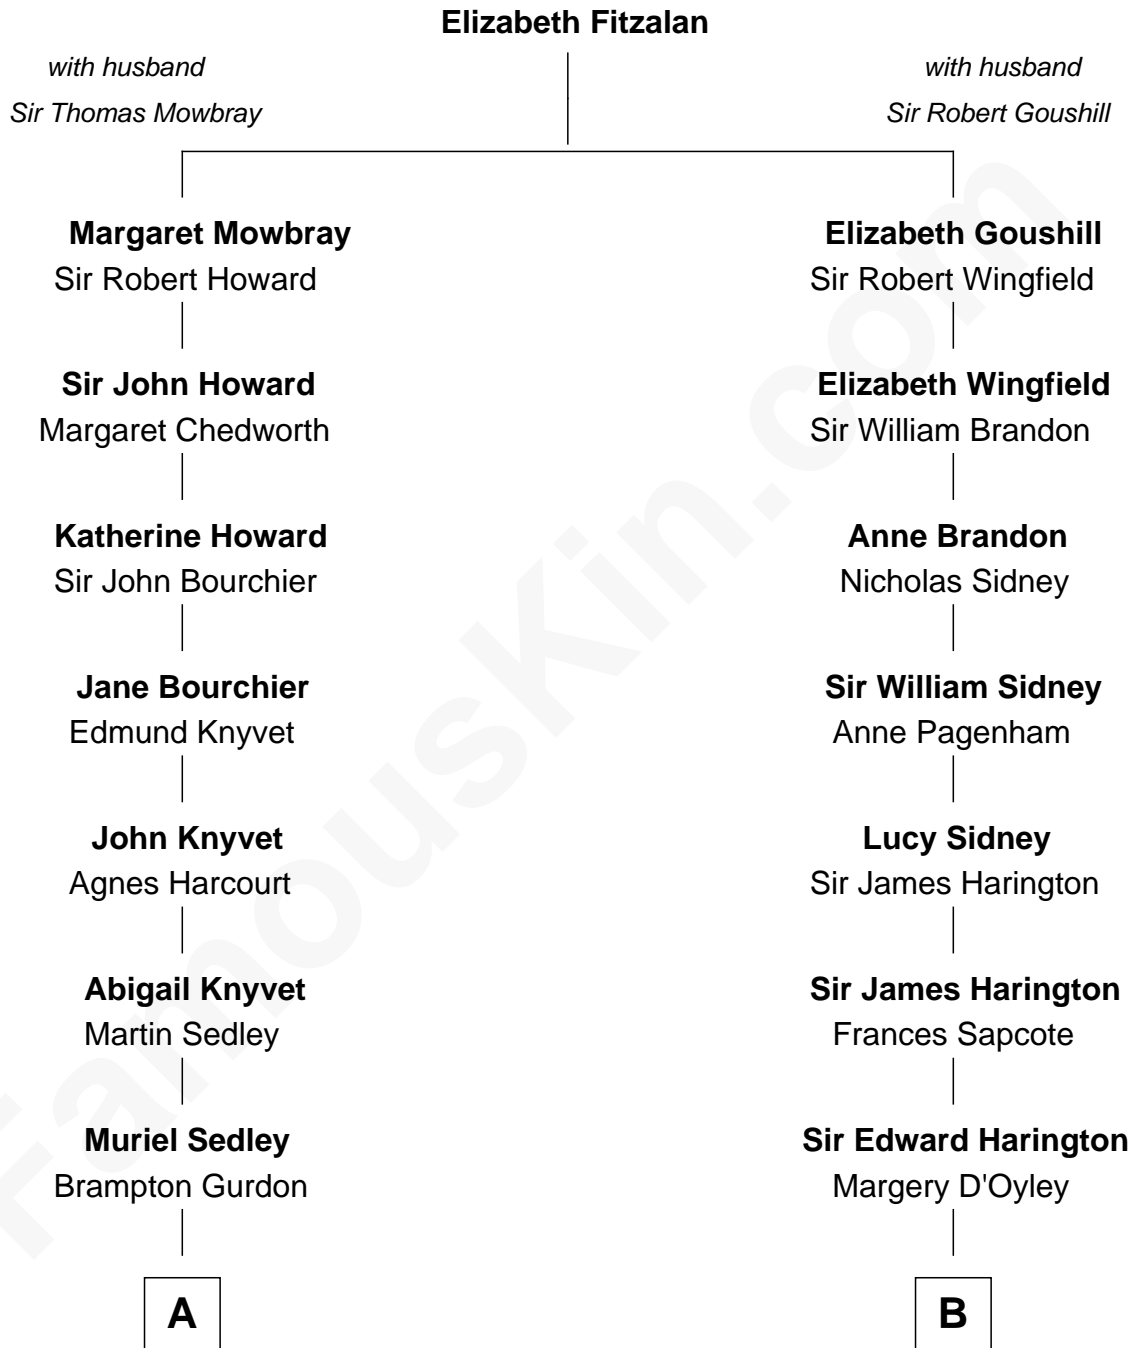 Elizabeth Fitzalan
with husband
Sir Thomas Mowbray
with husband
Sir Robert Goushill
Margaret Mowbray
Sir Robert Howard
Elizabeth Goushill
Sir Robert Wingfield
Sir John Howard
Margaret Chedworth
Elizabeth Wingfield
Sir William Brandon
Katherine Howard
Sir John Bourchier
Anne Brandon
Nicholas Sidney
Jane Bourchier
Edmund Knyvet
Sir William Sidney
Anne Pagenham
John Knyvet
Agnes Harcourt
Lucy Sidney
Sir James Harington
Abigail Knyvet
Martin Sedley
Sir James Harington
Frances Sapcote
Muriel Sedley
Brampton Gurdon
Sir Edward Harington
Margery D'Oyley
A
B
FamousKin.com